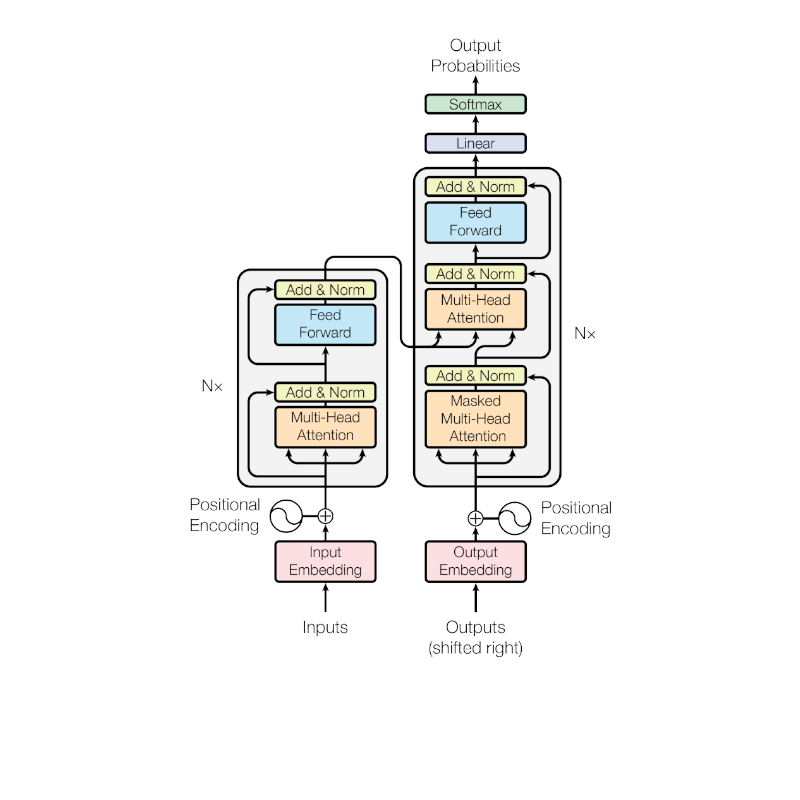 Output
Probabilities
Softmax
Linear
Add & Norm
Feed
Forward
Add & Norm
Multi-Head
Attention
Add & Norm
Masked
Multi-Head
Attention
N×
Add & Norm
Feed
Forward
Add & Norm
Multi-Head
Attention
N×
Positional
Encoding
Positional
Encoding
Input
Embedding
Output
Embedding
Inputs
Outputs
(shifted right)